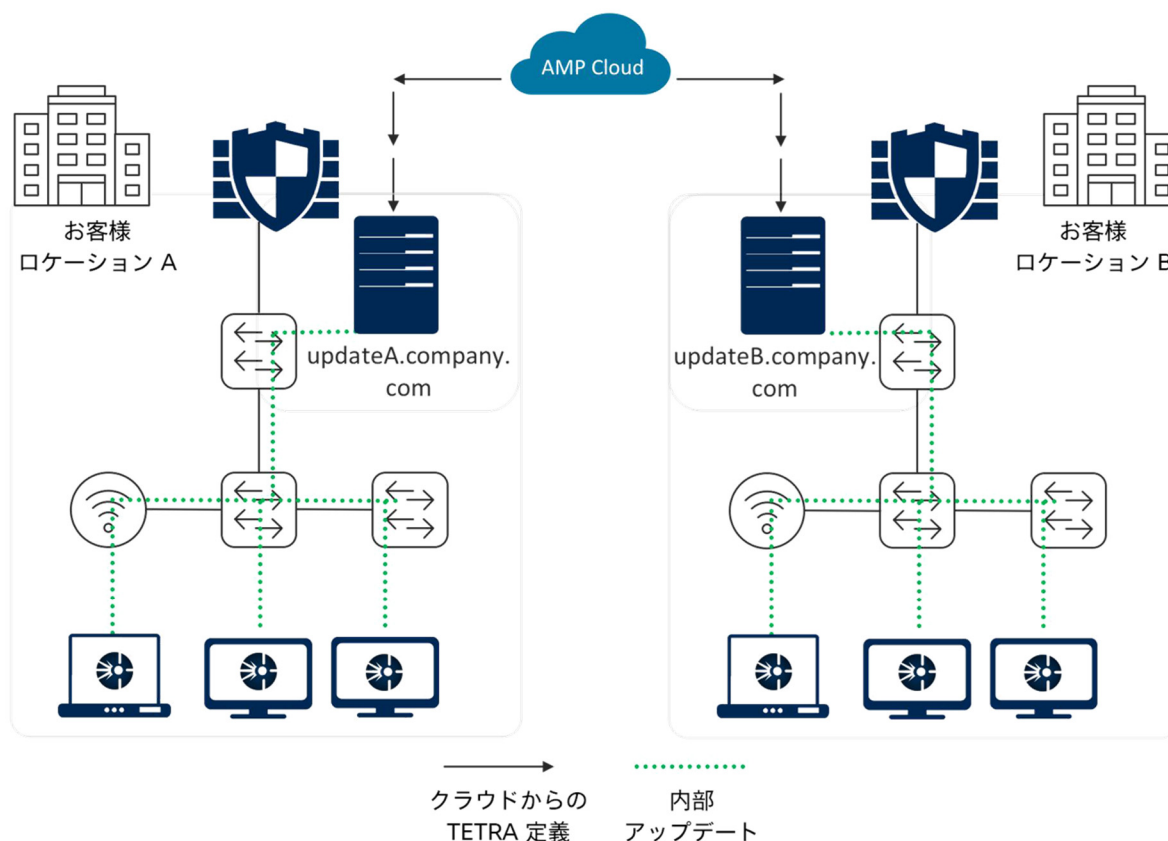 AMP Cloud
お客様
ロケーション A
お客様
ロケーション B
updateA.company.
com
updateB.company.
com
クラウドからの
TETRA 定義
内部
アップデート